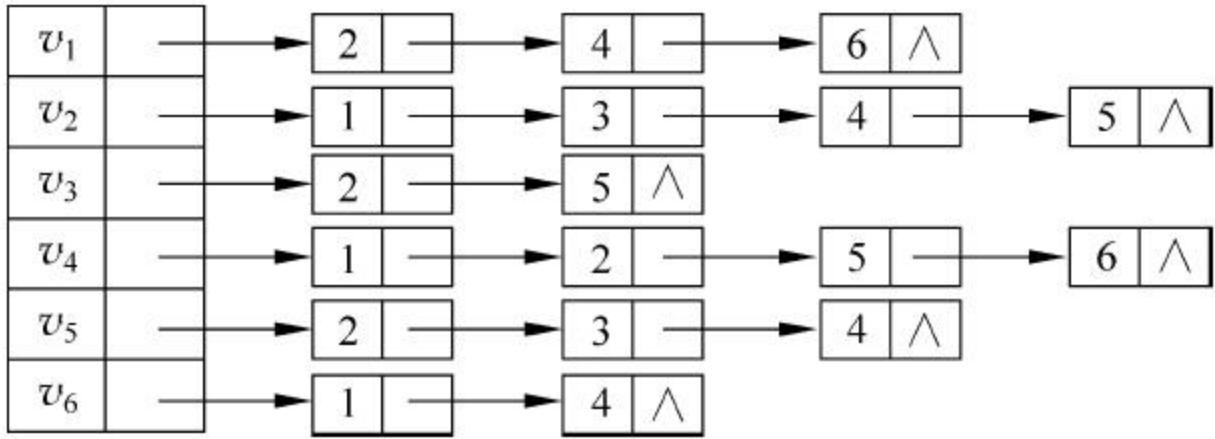 v₁ 2 4 6 ∧
v₂ 1 3 4 5 ∧
v₃ 2 5 ∧
v₄ 1 2 5 6 ∧
v₅ 2 3 4 ∧
v₆ 1 4 ∧